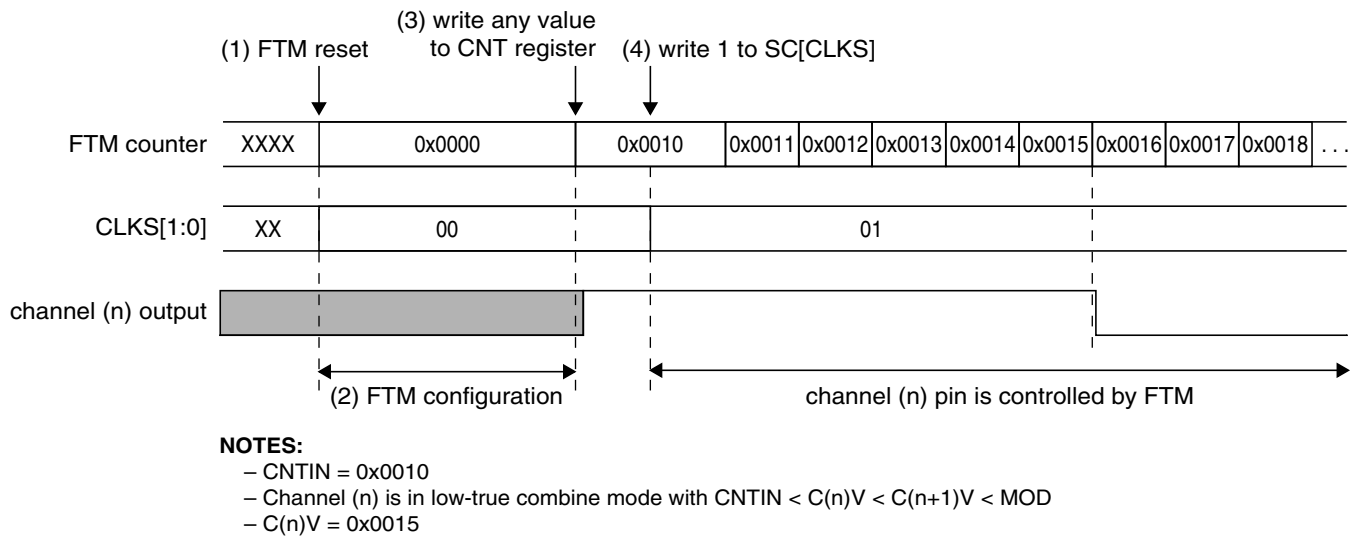 (3) write any value
(1) FTM reset to CNT register (4) write 1 to SC[CLKS]
FTM counter XXXX 0x0000 0x0010 0x0011 0x0012 0x0013 0x0014 0x0015 0x0016 0x0017 0x0018 . . .
CLKS[1:0] XX 00 01
channel (n) output
(2) FTM configuration channel (n) pin is controlled by FTM
NOTES:
– CNTIN = 0x0010
– Channel (n) is in low-true combine mode with CNTIN < C(n)V < C(n+1)V < MOD
– C(n)V = 0x0015